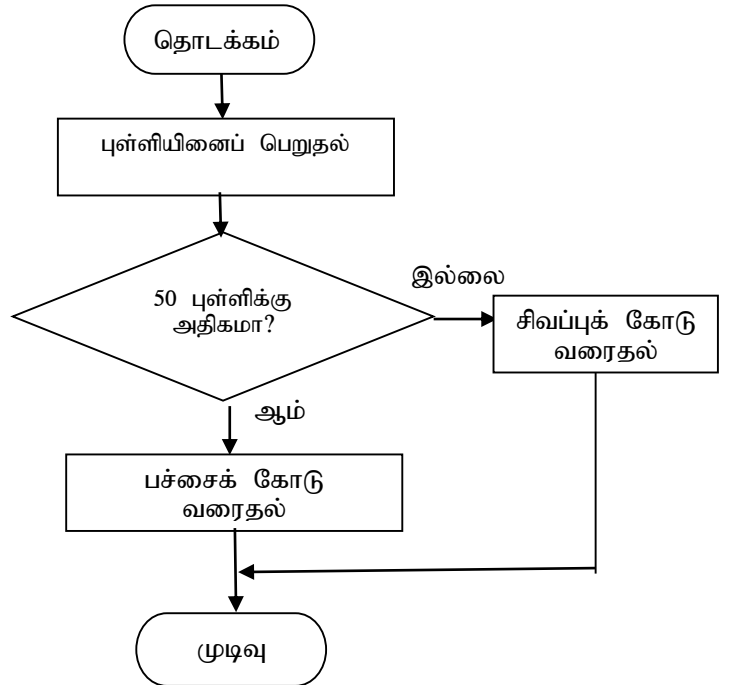 தொடக்கம்
புள்ளியினைப் பெறுதல்
50 புள்ளிக்கு
அதிகமா?
இல்லை
சிவப்புக் கோடு
வரைதல்
ஆம்
பச்சைக் கோடு
வரைதல்
முடிவு